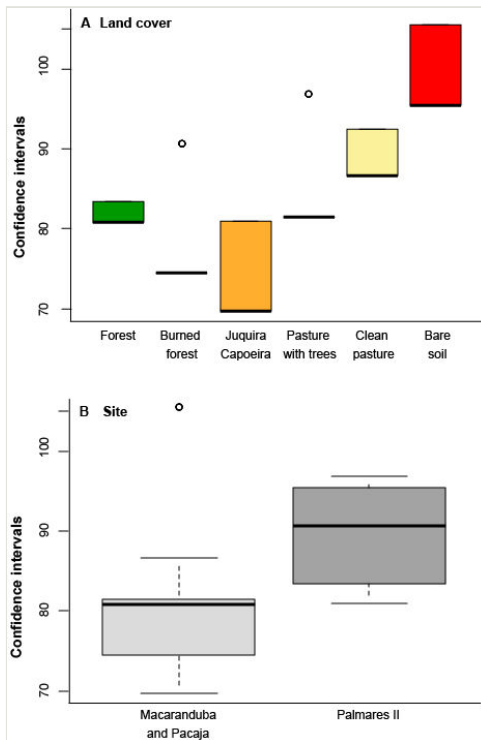 A Land cover
Confidence intervals
100
90
80
70
Forest Burned Juquira Pasture Clean Bare
forest Capoeira with trees pasture soil
B Site
Confidence intervals
100
90
80
70
Macaranduba Palmares II
and Pacaja